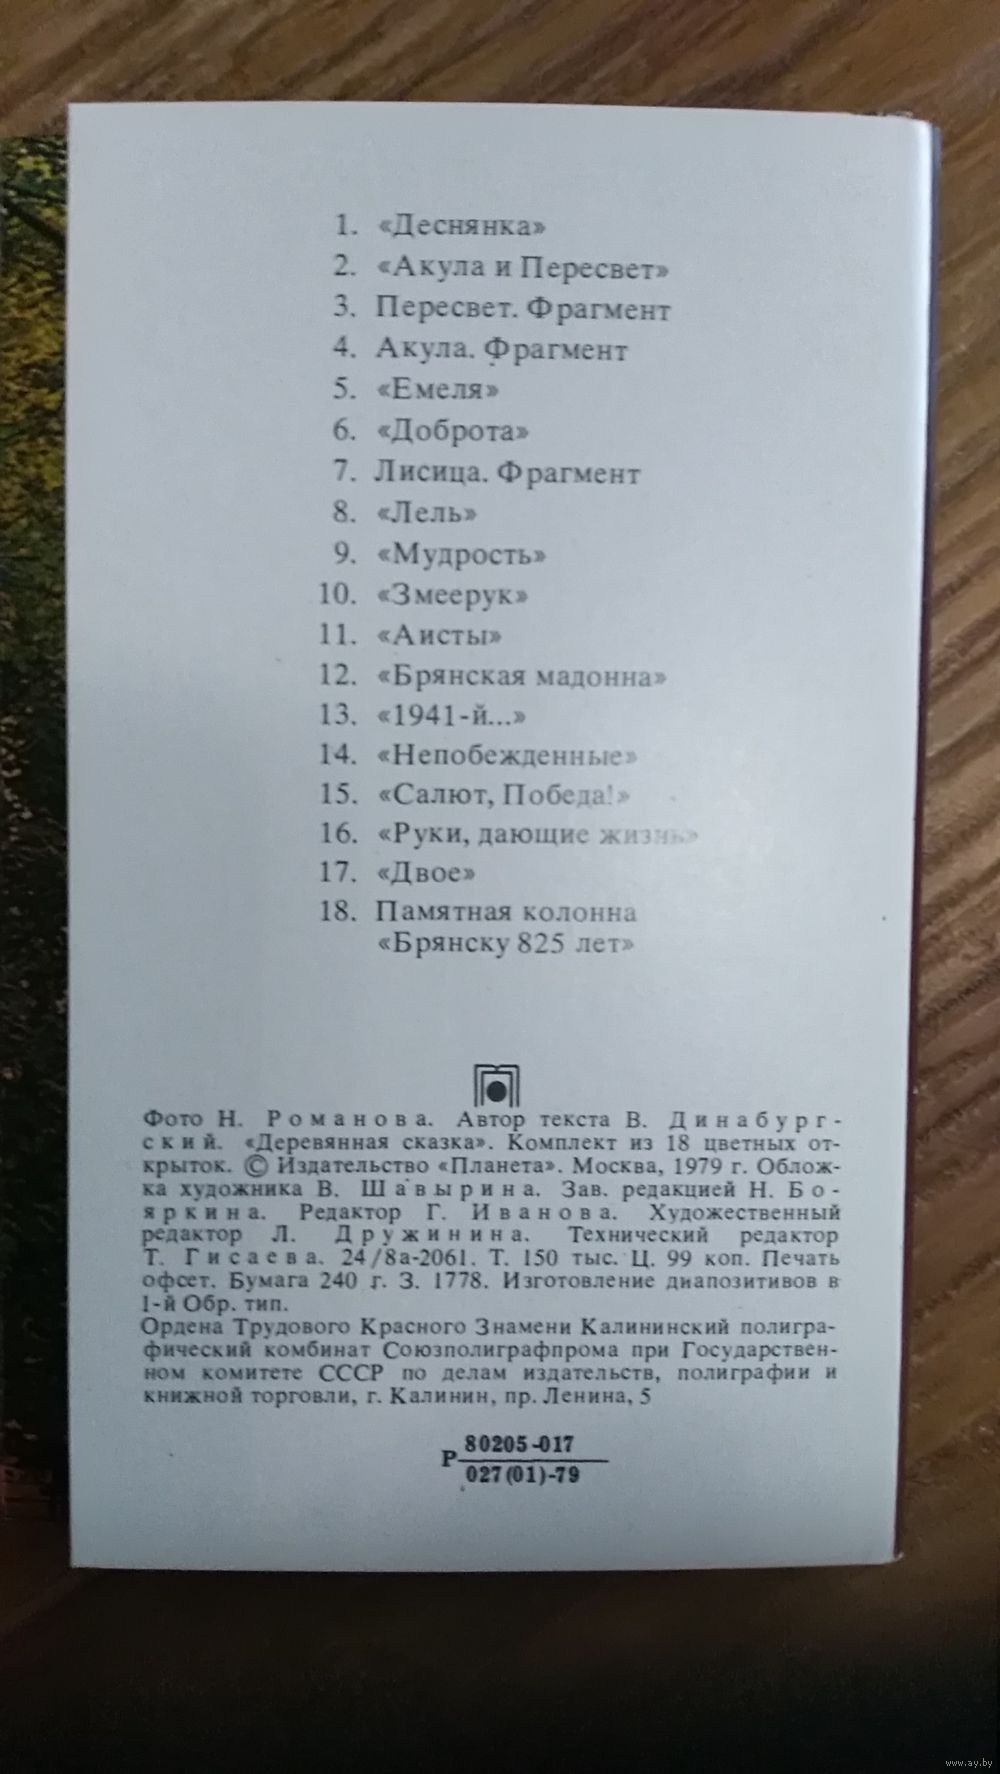 1. «Деснянка»
2. «Акула и Пересвет»
3. Пересвет. Фрагмент
4. Акула. Фрагмент
5. «Емеля»
6. «Доброта»
7. Лисица. Фрагмент
8. «Лель»
9. «Мудрость»
10. «Змеерук»
11. «Аисты»
12. «Брянская мадонна»
13. «1941-й...»
14. «Непобежденные»
15. «Салют, Победа!»
16. «Руки, дающие жизнь»
17. «Двое»
18. Памятная колонна
«Брянску 825 лет»
Фото Н. Романова. Автор текста В. Динабург-
ский. «Деревянная сказка». Комплект из 18 цветных от-
крыток. © Издательство «Планета». Москва, 1979 г. Облож-
ка художника В. Шавырина. Зав. редакцией Н. Бо-
яркина. Редактор Г. Иванова. Художественный
редактор Л. Дружинина. Технический редактор
Т. Гисаева. 24/8а-2061. Т. 150 тыс. Ц. 99 коп. Печать
офсет. Бумага 240 г. З. 1778. Изготовление диапозитивов в
1-й Обр. тип.
Ордена Трудового Красного Знамени Калининский полигра-
фический комбинат Союзполиграфпрома при Государствен-
ном комитете СССР по делам издательств, полиграфии и
книжной торговли, г. Калинин, пр. Ленина, 5
80205-017
Р
027(01)-79
www.ay.by